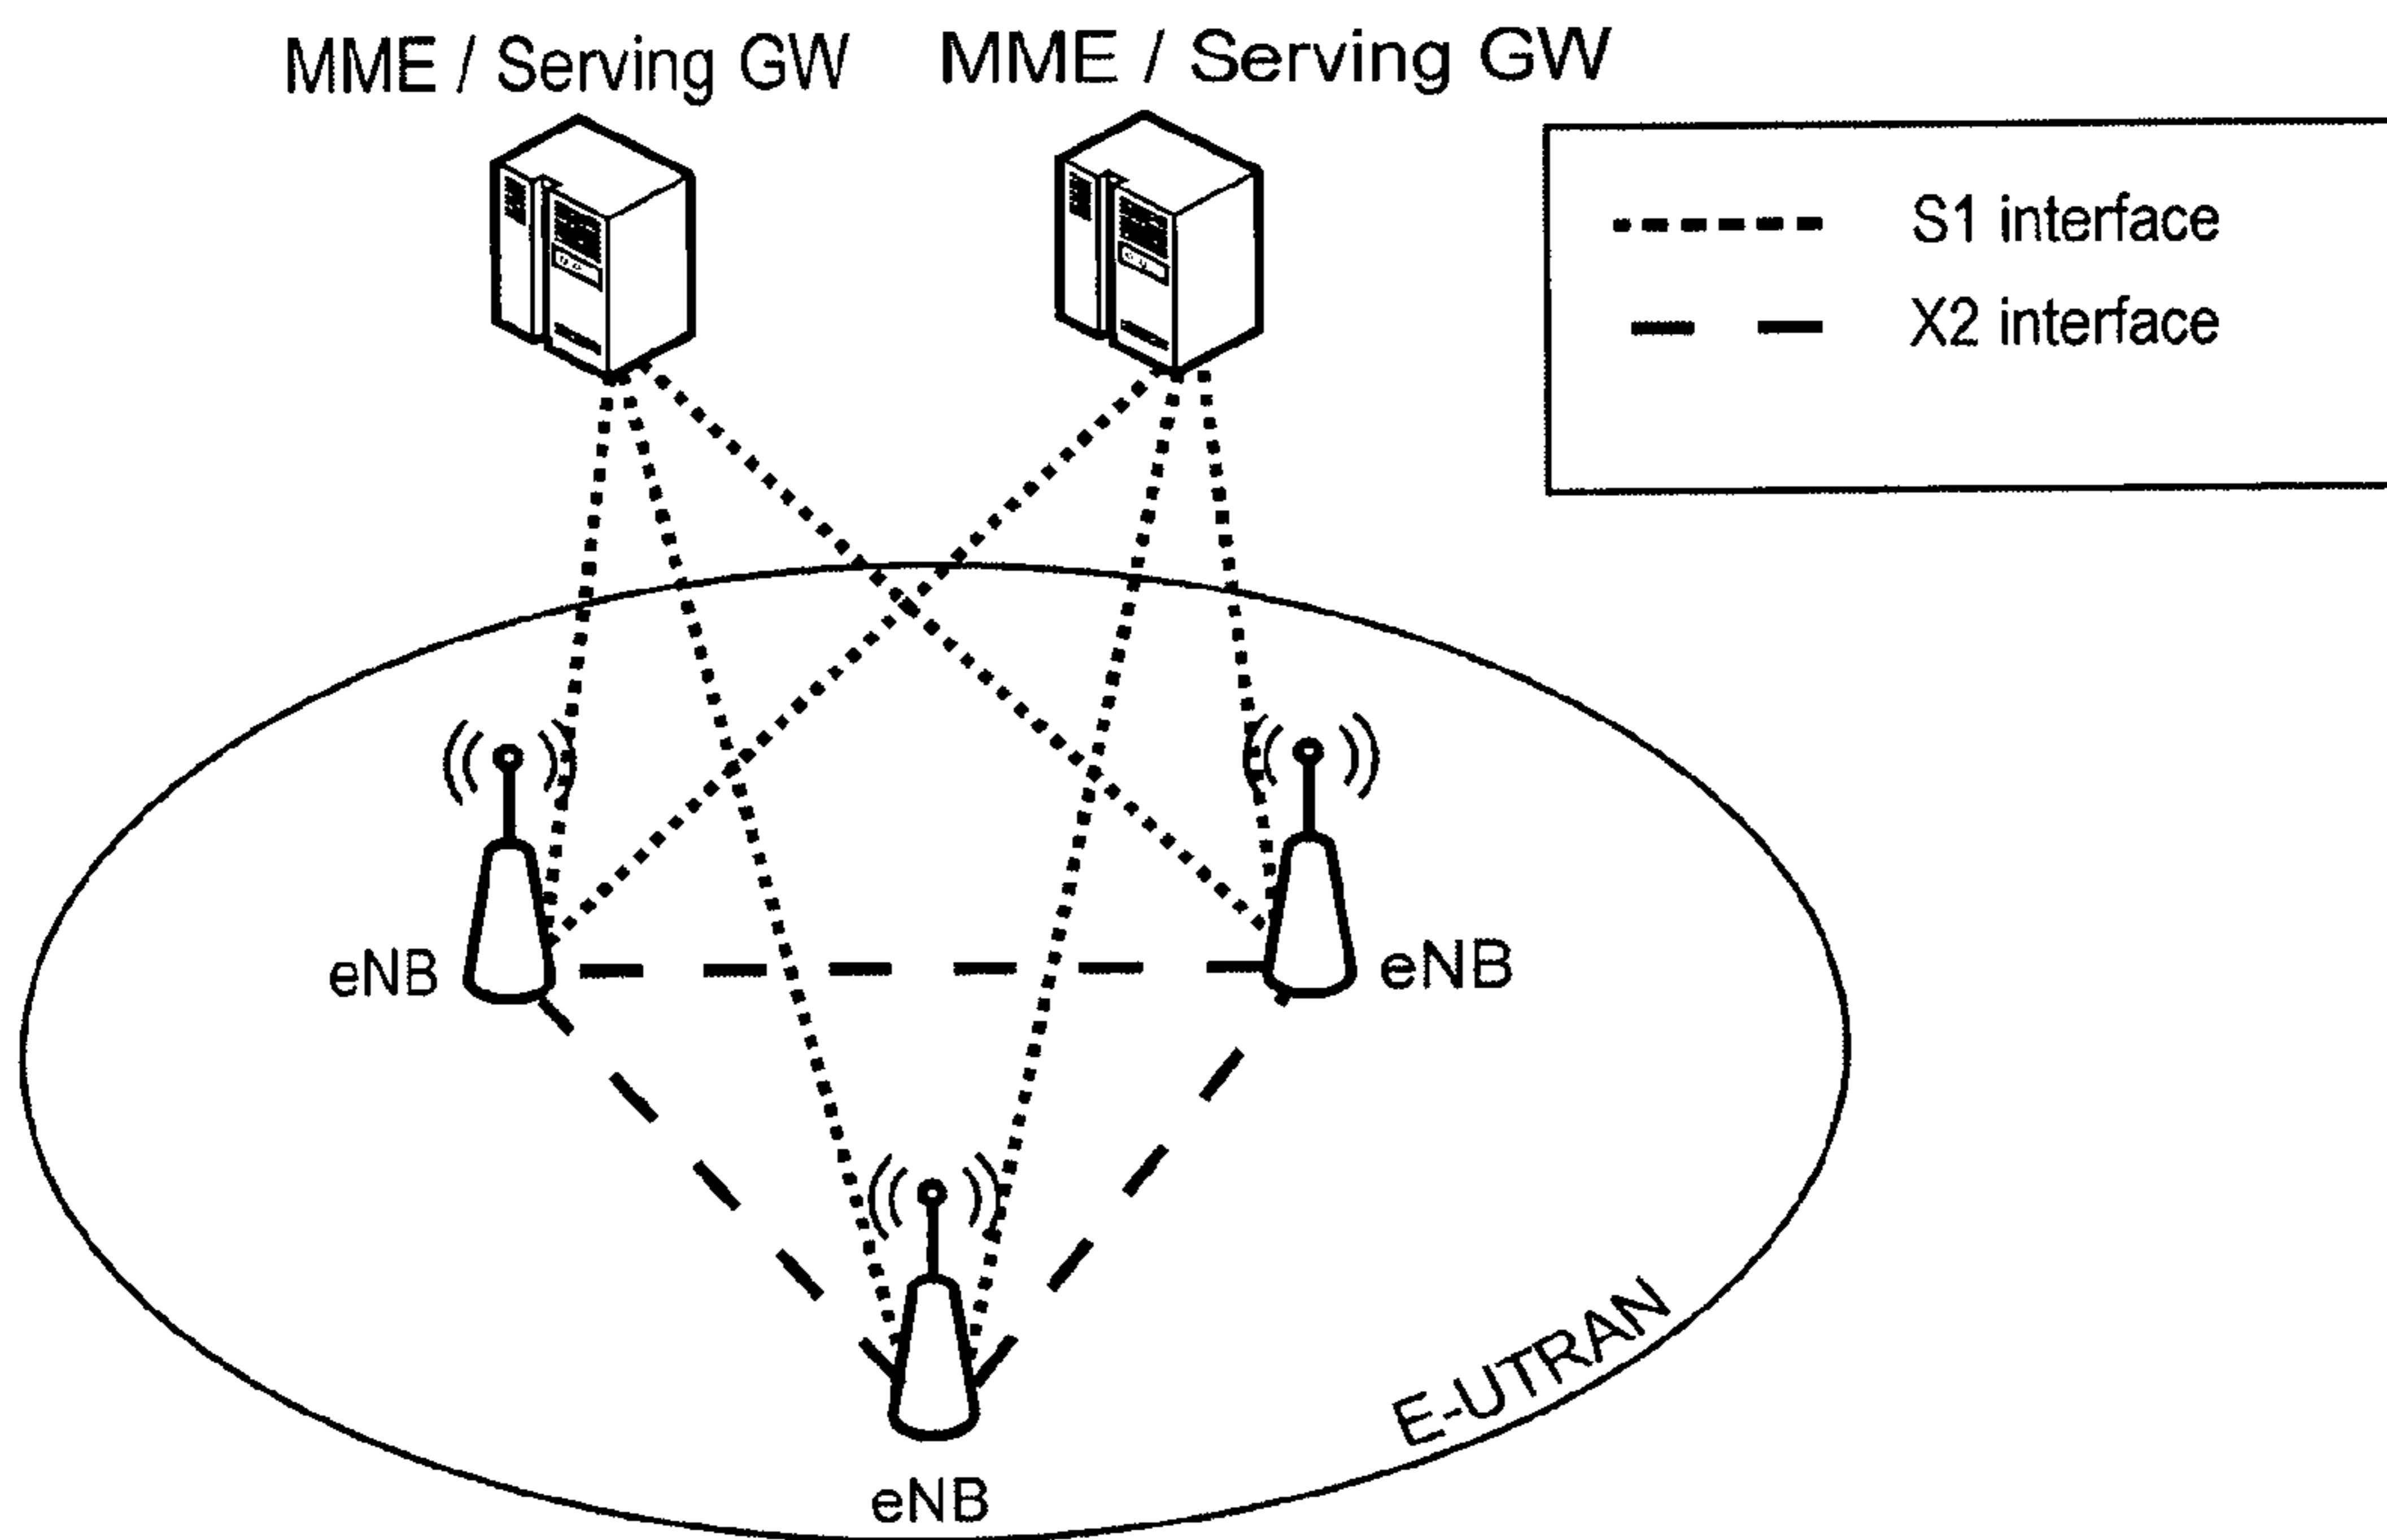 MME / Serving GW
MME / Serving GW
S1 interface
X2 interface
eNB
eNB
eNB
E-UTRAN